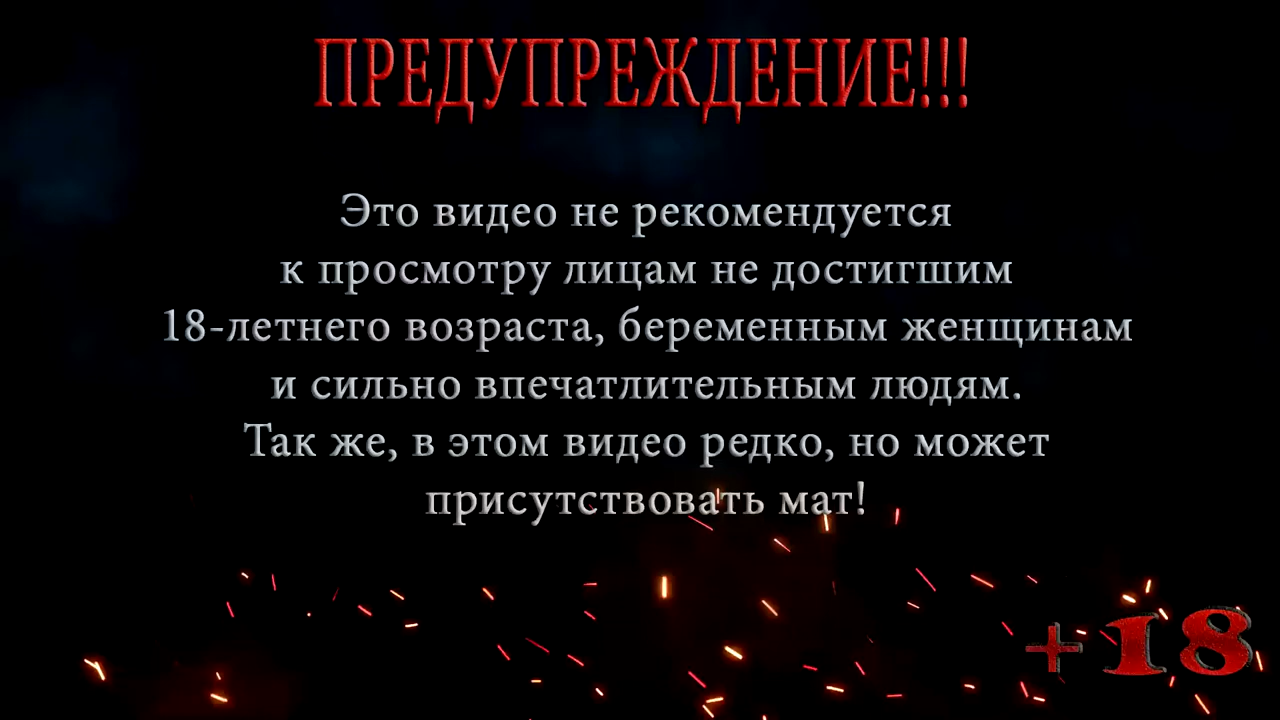 ПРЕДУПРЕЖДЕНИЕ!!!
Это видео не рекомендуется
к просмотру лицам не достигшим
18-летнего возраста, беременным женщинам
и сильно впечатлительным людям.
Так же, в этом видео редко, но может
присутствовать мат!
+18